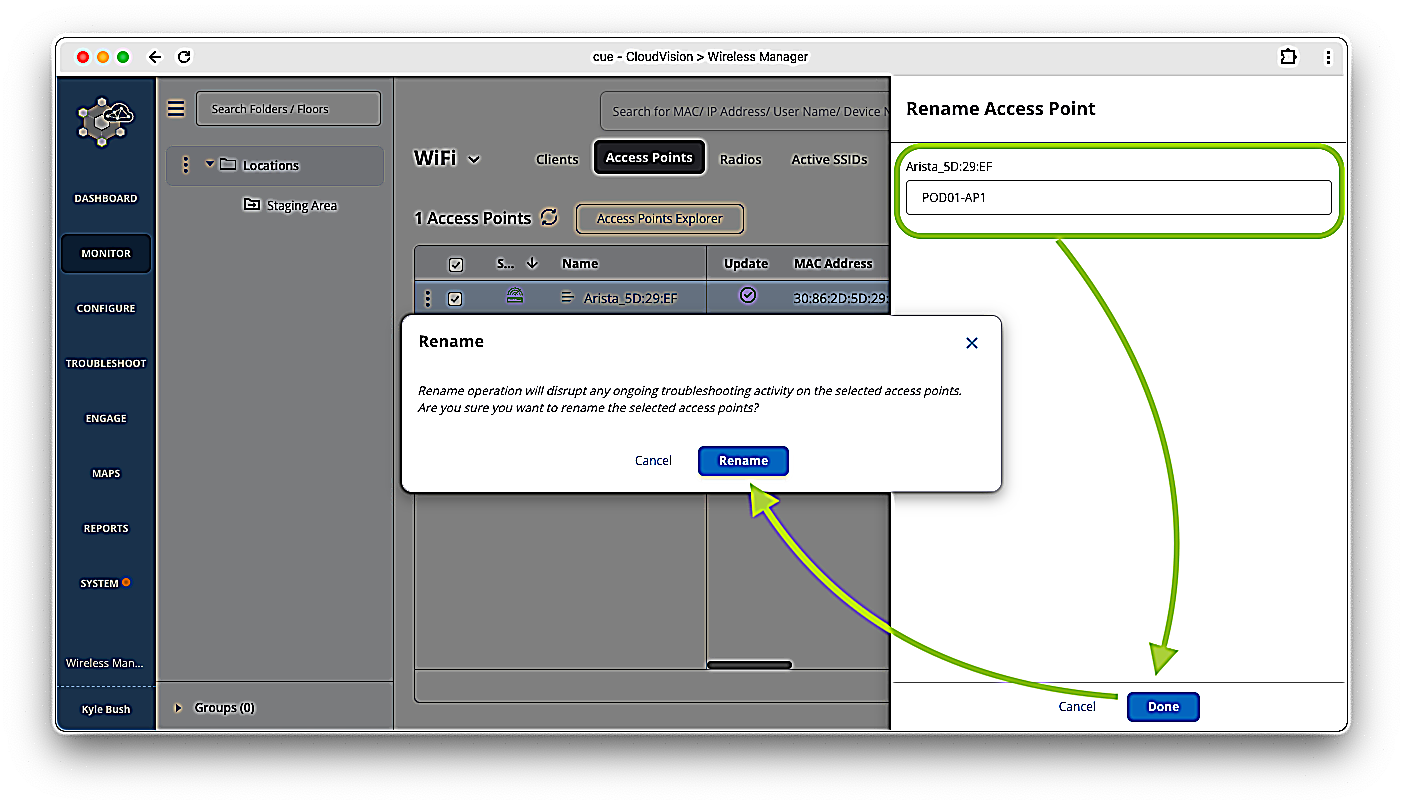 cue - CloudVision > Wireless Manager
Search Folders / Floors
Search for MAC/ IP Address/ User Name/ Device N
Rename Access Point
WiFi
Clients
Access Points
Radios
Active SSIDs
Locations
Staging Area
Arista_5D:29:EF
POD01-AP1
DASHBOARD
MONITOR
CONFIGURE
TROUBLESHOOT
ENGAGE
MAPS
REPORTS
SYSTEM
Wireless Man...
Kyle Bush
1 Access Points
Access Points Explorer
S... Name Update MAC Address
Arista_5D:29:EF 30:86:2D:5D:29:
Rename
Rename operation will disrupt any ongoing troubleshooting activity on the selected access points.
Are you sure you want to rename the selected access points?
Cancel Rename
Groups (0)
Cancel Done